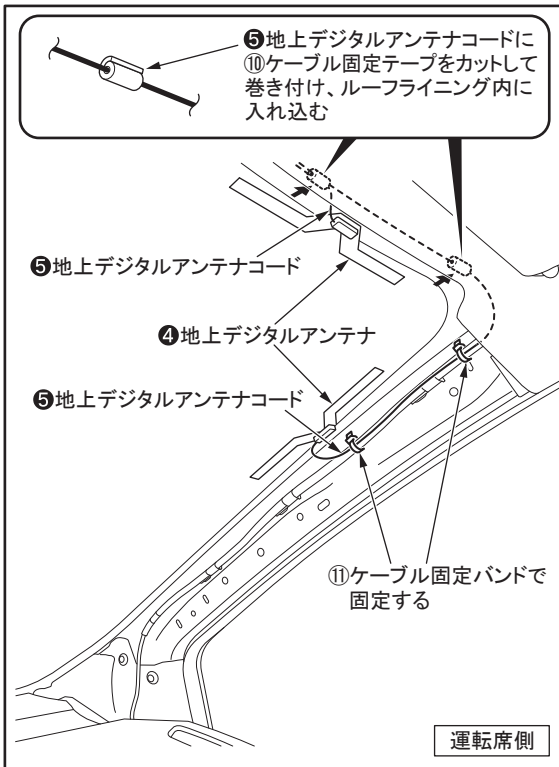 ❺地上デジタルアンテナコードに
⑩ケーブル固定テープをカットして
巻き付け、ルーフライニング内に
入れ込む
❺地上デジタルアンテナコード
❹地上デジタルアンテナ
❺地上デジタルアンテナコード
⑪ケーブル固定バンドで
固定する
運転席側